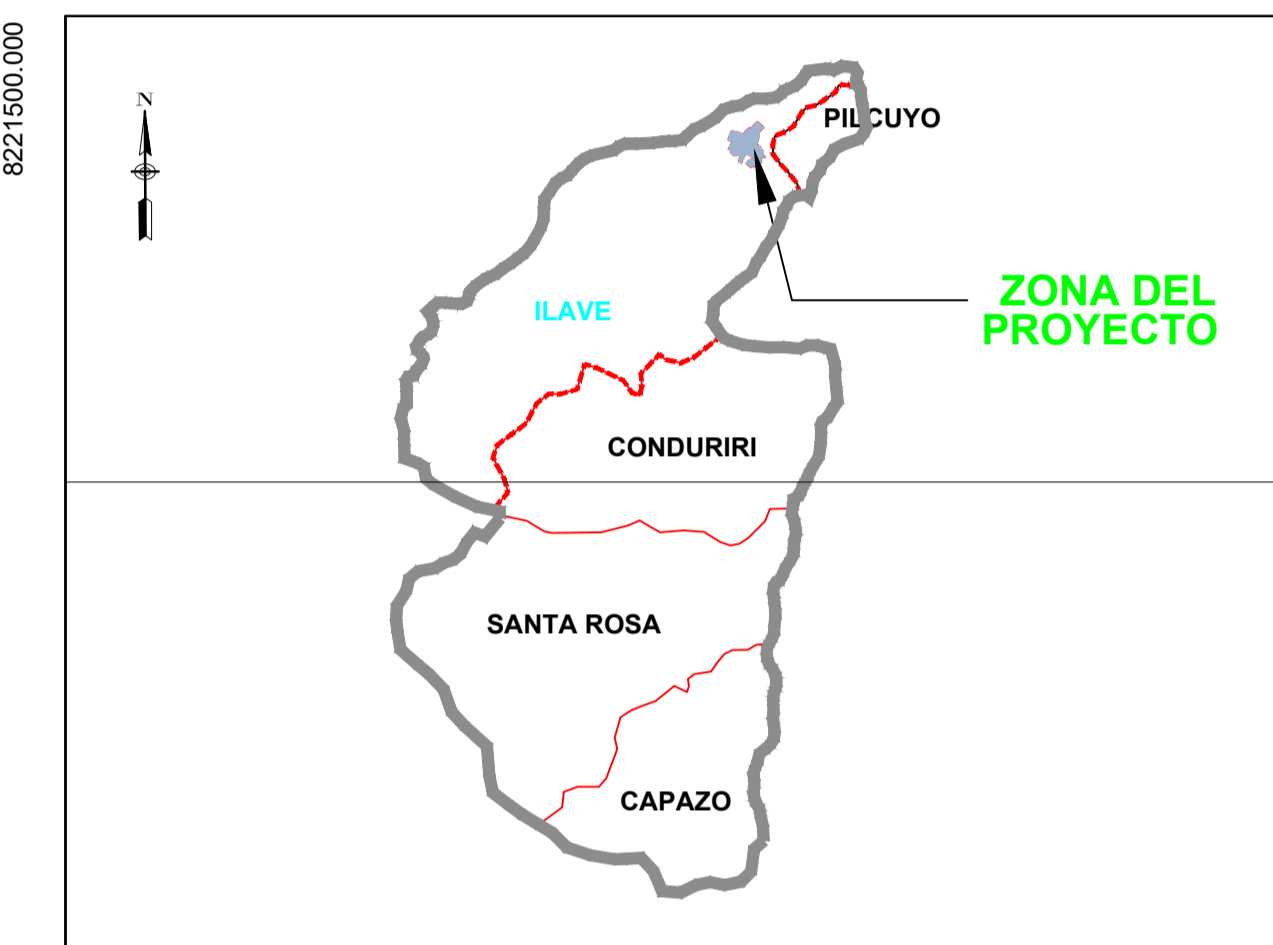 8221500.000
N
PILCUYO
ZONA DEL
PROYECTO
ILAVE
CONDURIRI
SANTA ROSA
CAPAZO